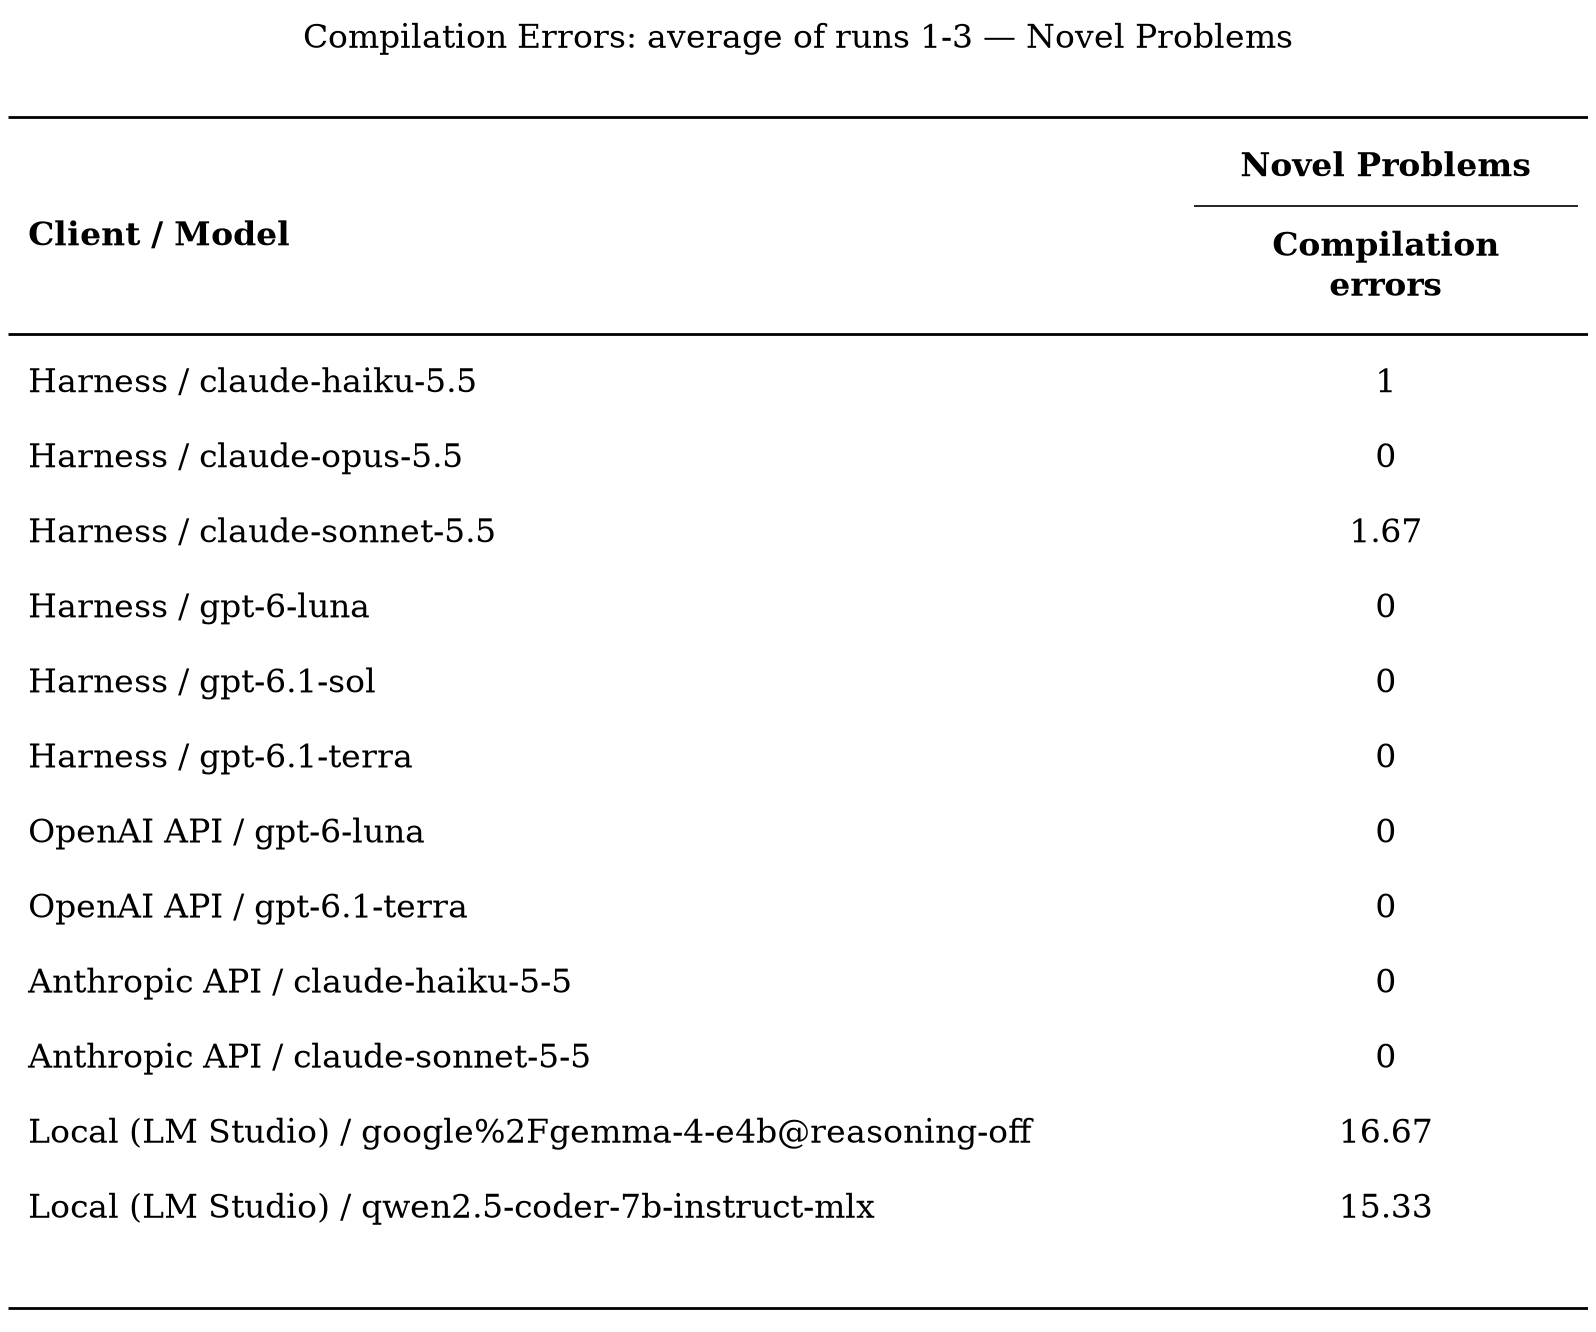 Compilation Errors: average of runs 1-3 — Novel Problems
Novel Problems
Client / Model
Compilation
errors
Harness / claude-haiku-5.5 1
Harness / claude-opus-5.5 0
Harness / claude-sonnet-5.5 1.67
Harness / gpt-6-luna 0
Harness / gpt-6.1-sol 0
Harness / gpt-6.1-terra 0
OpenAI API / gpt-6-luna 0
OpenAI API / gpt-6.1-terra 0
Anthropic API / claude-haiku-5-5 0
Anthropic API / claude-sonnet-5-5 0
Local (LM Studio) / google%2Fgemma-4-e4b@reasoning-off 16.67
Local (LM Studio) / qwen2.5-coder-7b-instruct-mlx 15.33